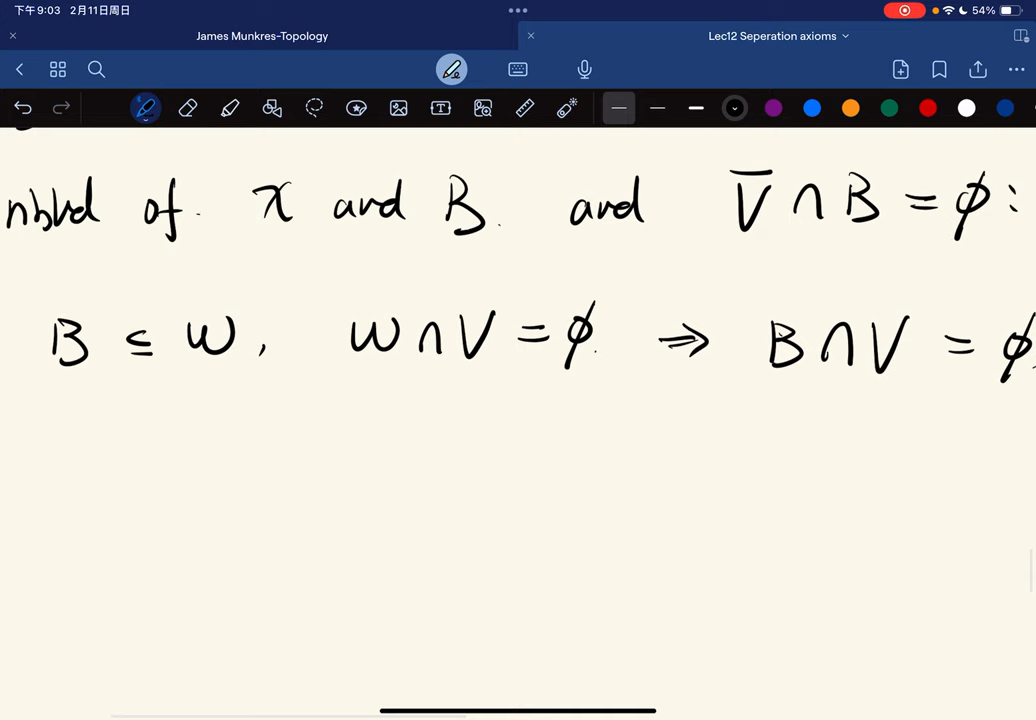 下午9:03 2月11日周日 54%
James Munkres-Topology Lec12 Seperation axioms
nbhd of x and B. and V̅ ∩ B = ϕ:
B ⊆ W, W ∩ V = ϕ. ⇒ B ∩ V = ϕ.